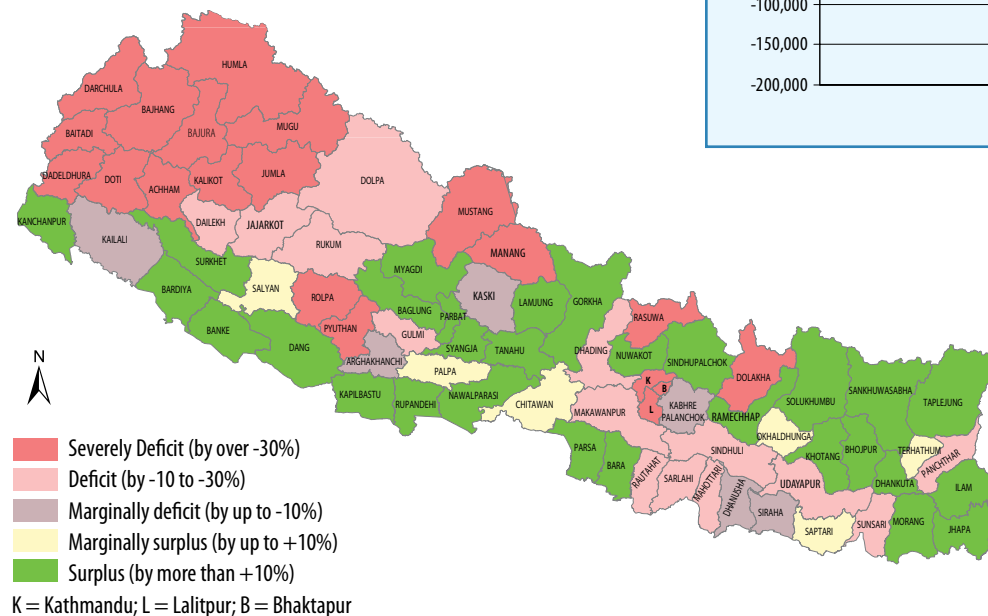 -100,000
-150,000
-200,000
HUMLA
DARCHULA
BAJHANG
BAITADI
BAJURA
MUGU
DADELDHURA
DOTI
ACHHAM
KALIKOT
JUMLA
DOLPA
KANCHANPUR
KAILALI
DAILEKH
JAJARKOT
RUKUM
MUSTANG
MANANG
SURKHET
BARDIYA
SALYAN
ROLPA
MYAGDI
KASKI
LAMJUNG
GORKHA
BANKE
DANG
PYUTHAN
BAGLUNG
PARBAT
GULMI
SYANGJA
TANAHU
ARGHAKHANCHI
PALPA
DHADING
RASUWA
NUWAKOT
SINDHUPALCHOK
DOLAKHA
KAPILBASTU
RUPANDEHI
NAWALPARASI
CHITAWAN
MAKAWANPUR
K
B
L
KABHRE
PALANCHOK
RAMECHHAP
SOLUKHUMBU
SANKHUWASABHA
TAPLEJUNG
OKHALDHUNGA
KHOTANG
BHOJPUR
TERHATHUM
PANCHTHAR
PARSA
BARA
RAUTAHAT
SARLAHI
MAHOTTARI
SINDHULI
DHANUSHA
SIRAHA
UDAYAPUR
DHANKUTA
ILAM
SAPTARI
SUNSARI
MORANG
JHAPA
N
Severely Deficit (by over -30%)
Deficit (by -10 to -30%)
Marginally deficit (by up to -10%)
Marginally surplus (by up to +10%)
Surplus (by more than +10%)
K = Kathmandu; L = Lalitpur; B = Bhaktapur